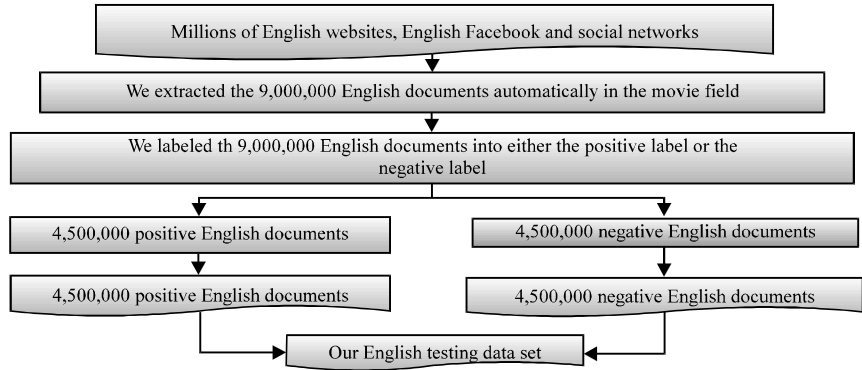 Millions of English websites, English Facebook and social networks
We extracted the 9,000,000 English documents automatically in the movie field
We labeled th 9,000,000 English documents into either the positive label or the
negative label
4,500,000 positive English documents
4,500,000 negative English documents
4,500,000 positive English documents
4,500,000 negative English documents
Our English testing data set